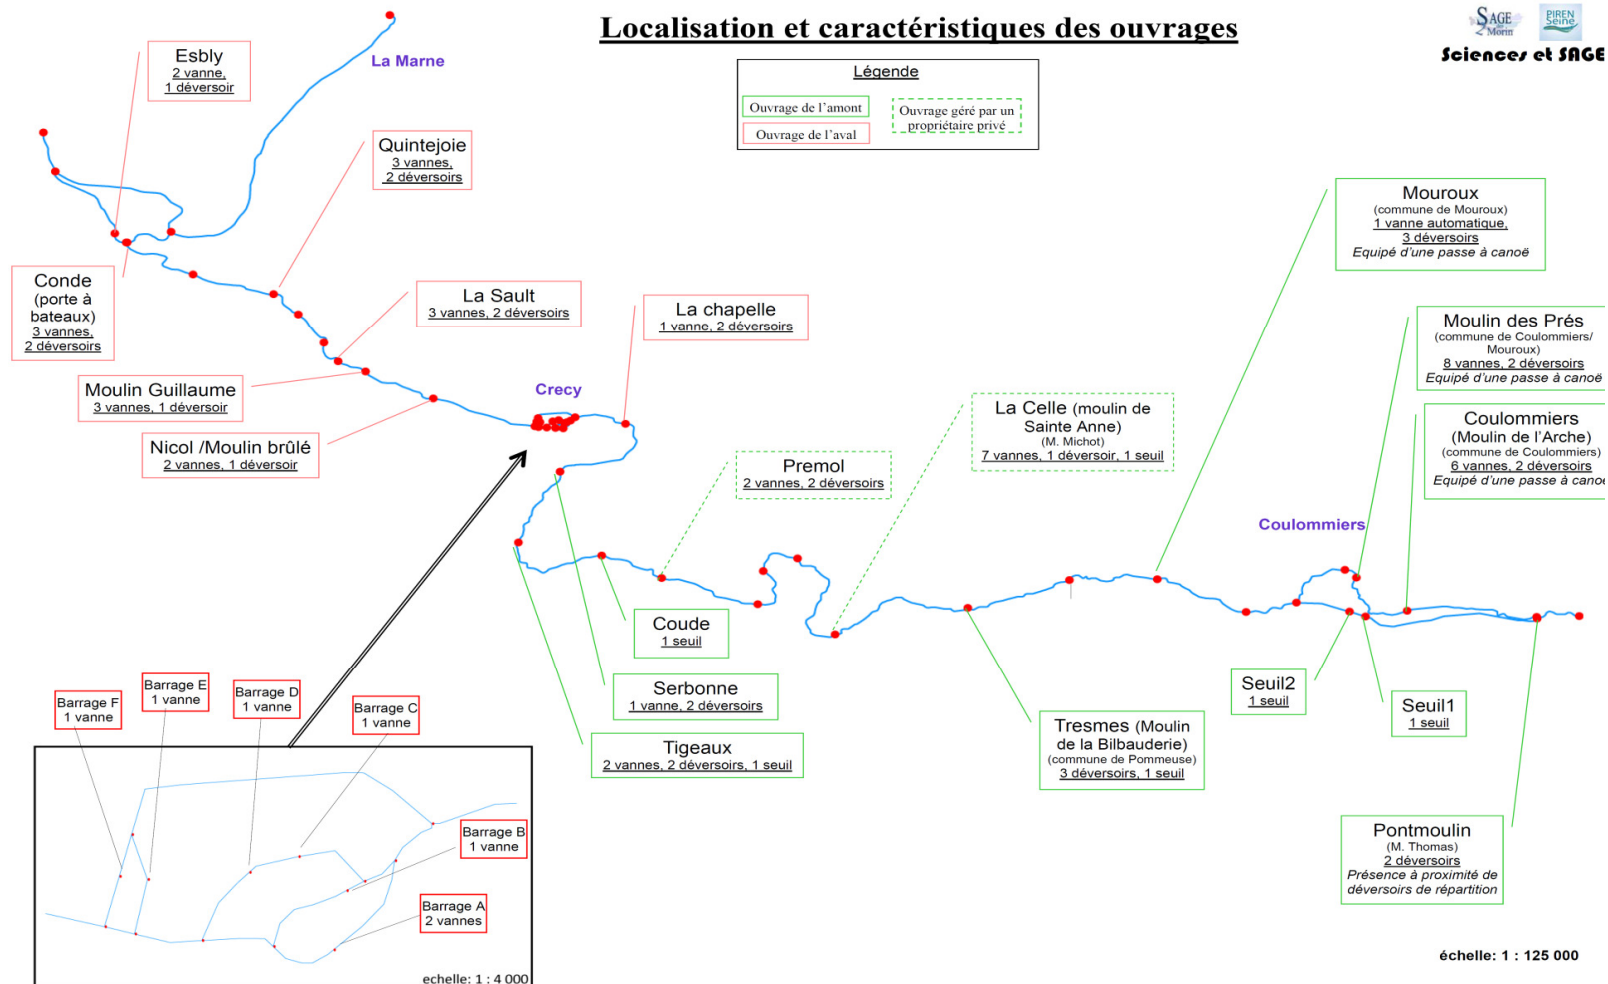 Localisation et caractéristiques des ouvrages
SAGE
Morin
PIREN
Seine
Sciences et SAGE
Légende
Ouvrage de l'amont
Ouvrage de l'aval
Ouvrage géré par un
propriétaire privé
La Marne
Esbly
2 vanne,
1 déversoir
Quintejoie
3 vannes,
2 déversoirs
Conde
(porte à
bateaux)
3 vannes,
2 déversoirs
La Sault
3 vannes, 2 déversoirs
La chapelle
1 vanne, 2 déversoirs
Moulin Guillaume
3 vannes, 1 déversoir
Nicol /Moulin brûlé
2 vannes, 1 déversoir
Crecy
Mouroux
(commune de Mouroux)
1 vanne automatique,
3 déversoirs
Equipé d'une passe à canoë
Moulin des Prés
(commune de Coulommiers/
Mouroux)
8 vannes, 2 déversoirs
Equipé d'une passe à canoë
Coulommiers
(Moulin de l'Arche)
(commune de Coulommiers)
6 vannes, 2 déversoirs
Equipé d'une passe à canoë
La Celle (moulin de
Sainte Anne)
(M. Michot)
7 vannes, 1 déversoir, 1 seuil
Premol
2 vannes, 2 déversoirs
Coulommiers
Coude
1 seuil
Serbonne
1 vanne, 2 déversoirs
Tigeaux
2 vannes, 2 déversoirs, 1 seuil
Tresmes (Moulin
de la Bilbauderie)
(commune de Pommeuse)
3 déversoirs, 1 seuil
Seuil2
1 seuil
Seuil1
1 seuil
Pontmoulin
(M. Thomas)
2 déversoirs
Présence à proximité de
déversoirs de répartition
Barrage F
1 vanne
Barrage E
1 vanne
Barrage D
1 vanne
Barrage C
1 vanne
Barrage B
1 vanne
Barrage A
2 vannes
echelle: 1 : 4 000
échelle: 1 : 125 000